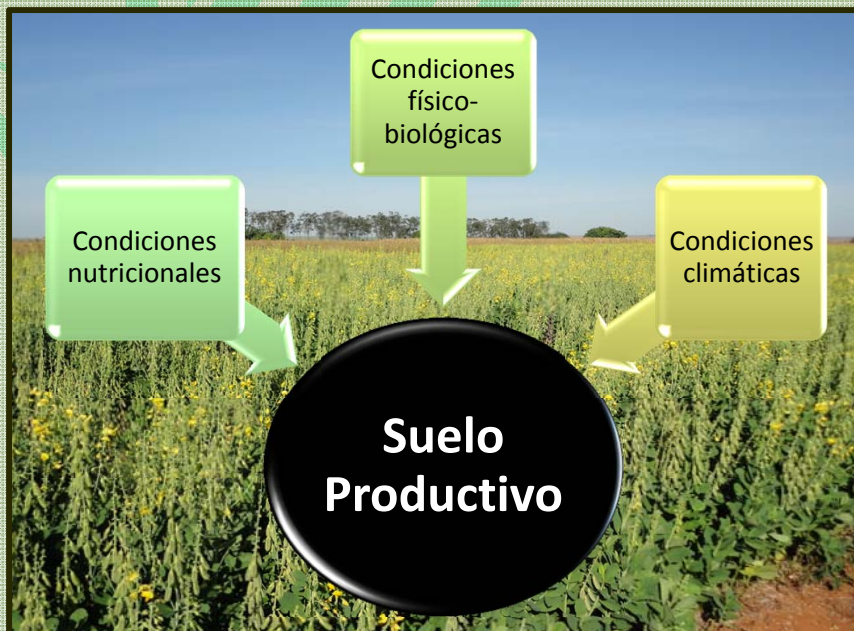 Condiciones
físico-
biológicas
Condiciones
nutricionales
Condiciones
climáticas
Suelo
Productivo